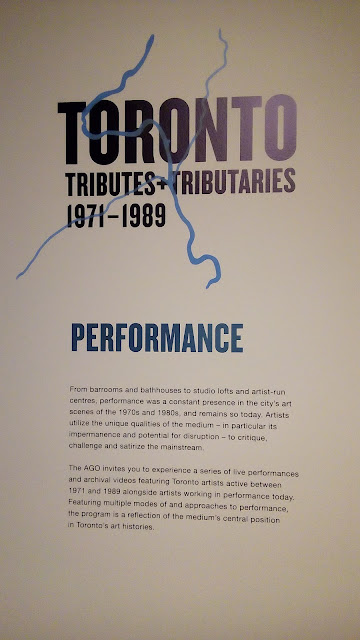 TORONTO
TRIBUTES+TRIBUTARIES
1971–1989
PERFORMANCE
From barrooms and bathhouses to studio lofts and artist-run
centres, performance was a constant presence in the city's art
scenes of the 1970s and 1980s, and remains so today. Artists
utilize the unique qualities of the medium – in particular its
impermanence and potential for disruption – to critique,
challenge and satirize the mainstream.
The AGO invites you to experience a series of live performances
and archival videos featuring Toronto artists active between
1971 and 1989 alongside artists working in performance today.
Featuring multiple modes of and approaches to performance,
the program is a reflection of the medium's central position
in Toronto's art histories.